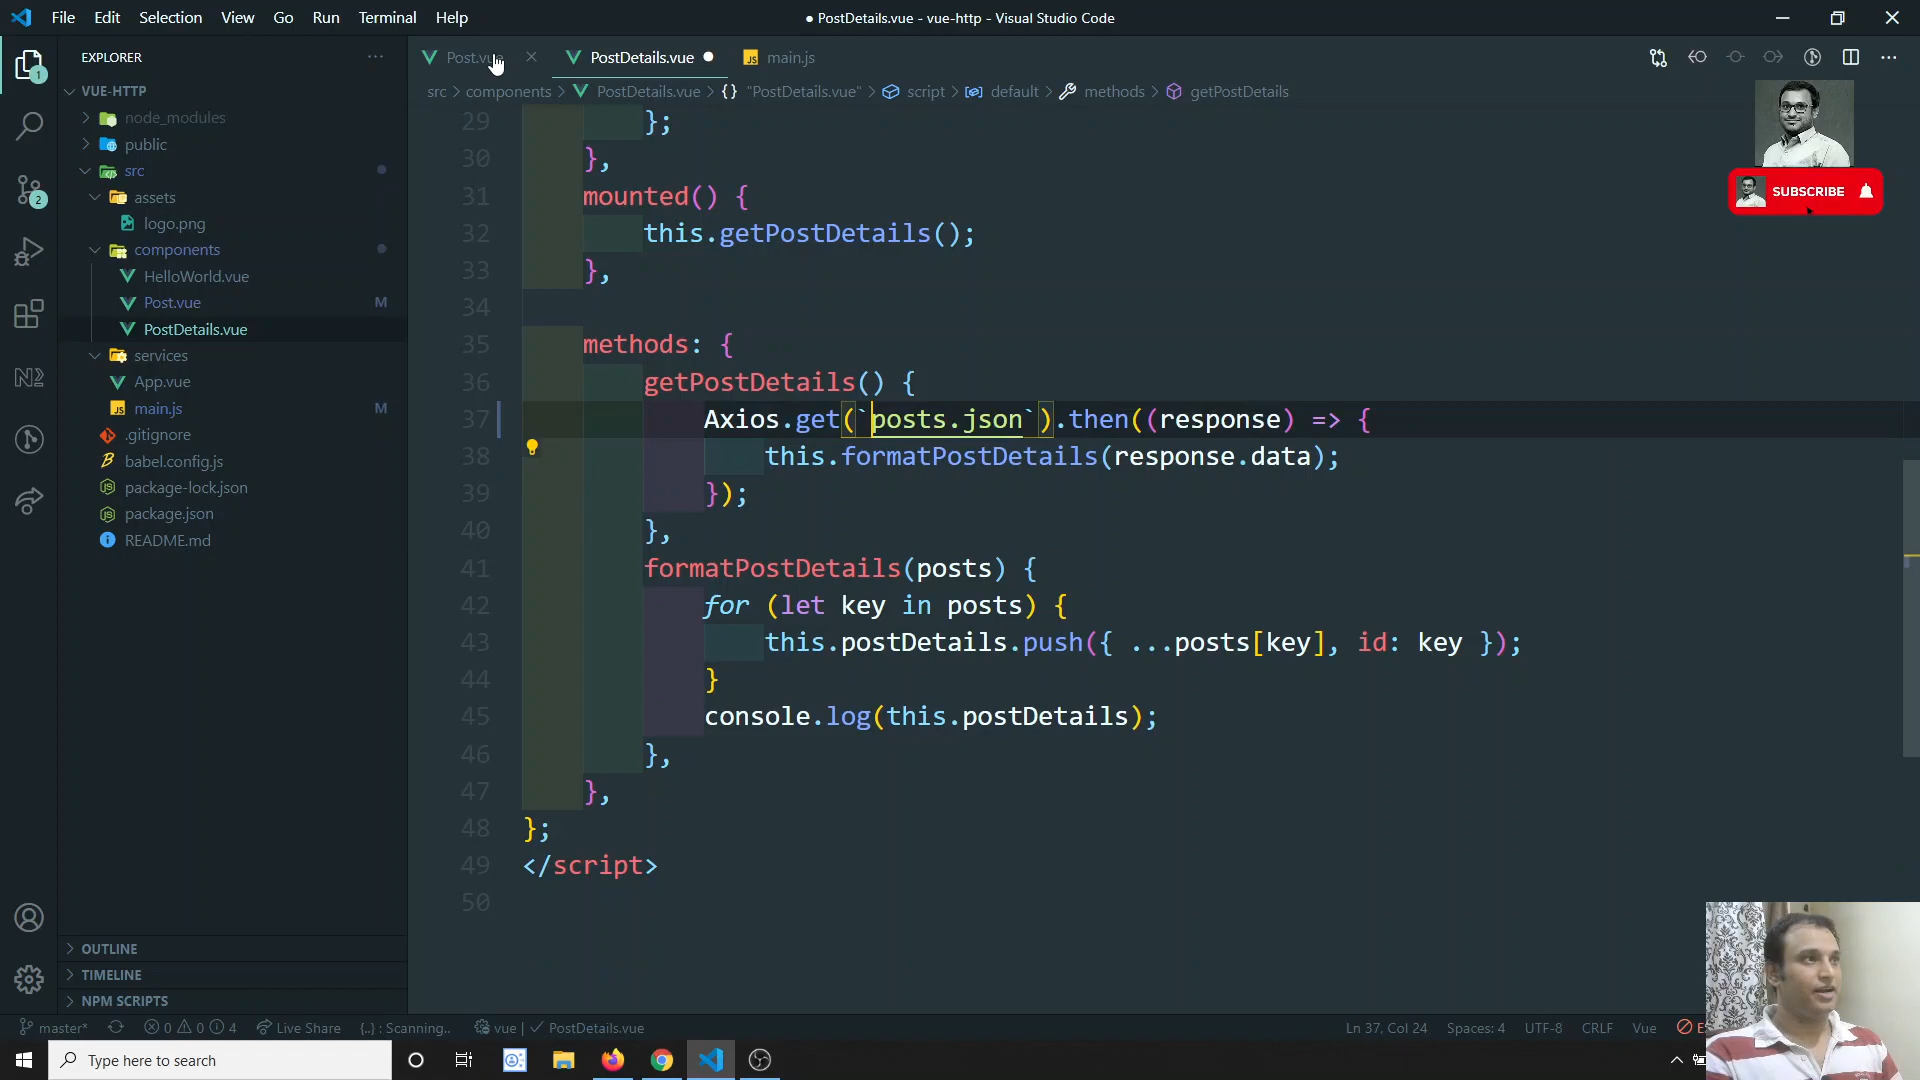 File Edit Selection View Go Run Terminal Help
● PostDetails.vue - vue-http - Visual Studio Code
EXPLORER
Post.vue
PostDetails.vue
main.js
src > components > PostDetails.vue > {} "PostDetails.vue" > script > default > methods > getPostDetails
VUE-HTTP
node_modules
public
src
assets
logo.png
components
HelloWorld.vue
Post.vue M
PostDetails.vue
services
App.vue
main.js M
.gitignore
babel.config.js
package-lock.json
package.json
README.md
OUTLINE
TIMELINE
NPM SCRIPTS
1
2
29 };
30 },
31 mounted() {
32 this.getPostDetails();
33 },
34
35 methods: {
36 getPostDetails() {
37 Axios.get(`posts.json`).then((response) => {
38 this.formatPostDetails(response.data);
39 });
40 },
41 formatPostDetails(posts) {
42 for (let key in posts) {
43 this.postDetails.push({ ...posts[key], id: key });
44 }
45 console.log(this.postDetails);
46 },
47 },
48 };
49 </script>
50
SUBSCRIBE
master* 0 0 4 Live Share {..} : Scanning.. vue | PostDetails.vue
Ln 37, Col 24 Spaces: 4 UTF-8 CRLF Vue
Type here to search